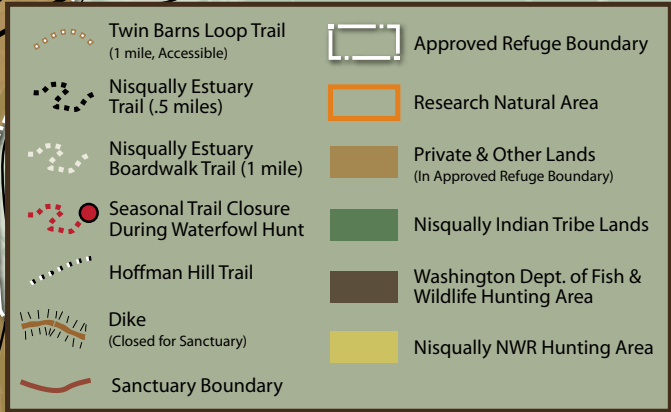 Twin Barns Loop Trail
(1 mile, Accessible)
Nisqually Estuary
Trail (.5 miles)
Nisqually Estuary
Boardwalk Trail (1 mile)
Seasonal Trail Closure
During Waterfowl Hunt
Hoffman Hill Trail
Dike
(Closed for Sanctuary)
Sanctuary Boundary
Approved Refuge Boundary
Research Natural Area
Private & Other Lands
(In Approved Refuge Boundary)
Nisqually Indian Tribe Lands
Washington Dept. of Fish &
Wildlife Hunting Area
Nisqually NWR Hunting Area